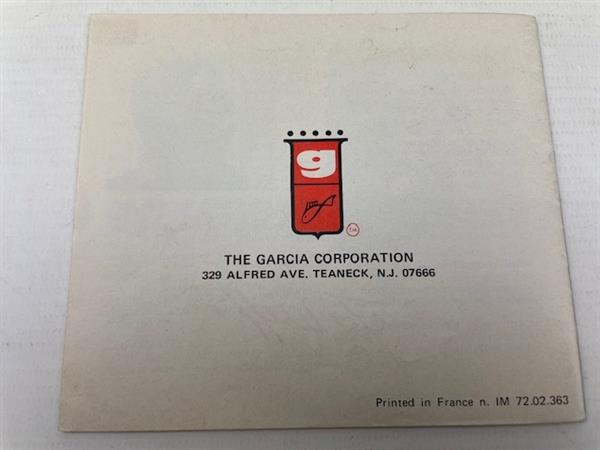 g
T.M.
THE GARCIA CORPORATION
329 ALFRED AVE. TEANECK, N.J. 07666
Printed in France n. IM 72.02.363